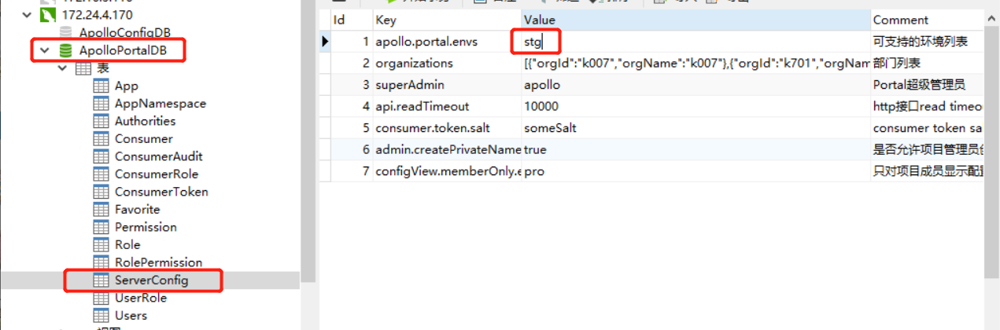 172.24.4.170
ApolloConfigDB
ApolloPortalDB
表
App
AppNamespace
Authorities
Consumer
ConsumerAudit
ConsumerRole
ConsumerToken
Favorite
Permission
Role
RolePermission
ServerConfig
UserRole
Users
Id Key Value Comment
1 apollo.portal.envs stg 可支持的环境列表
2 organizations [{"orgId":"k007","orgName":"k007"},{"orgId":"k701","orgNam 部门列表
3 superAdmin apollo Portal超级管理员
4 api.readTimeout 10000 http接口read timeo
5 consumer.token.salt someSalt consumer token sa
6 admin.createPrivateName true 是否允许项目管理员
7 configView.memberOnly.e pro 只对项目成员显示配